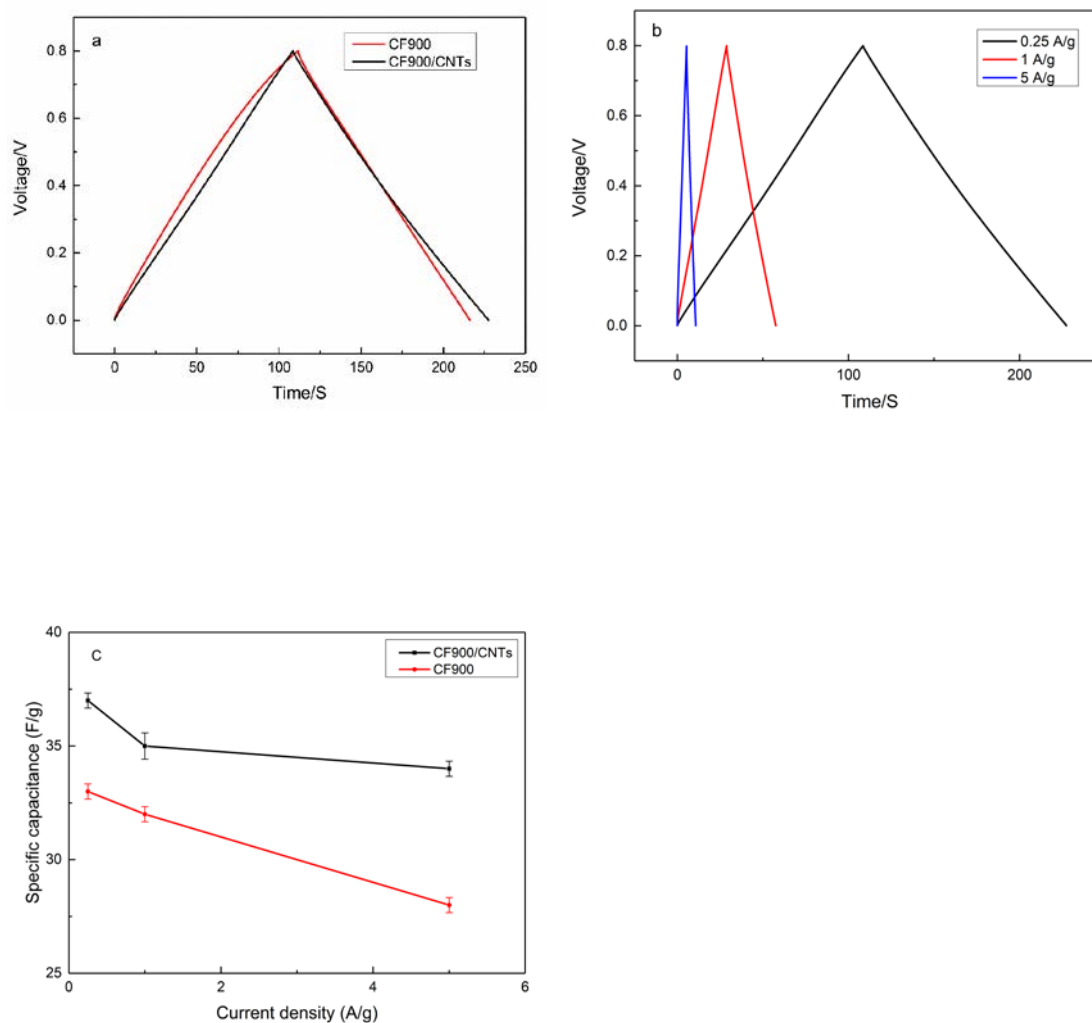 a
CF900
CF900/CNTs
0.8
0.6
0.4
0.2
0.0
Voltage/V
0
50
100
150
200
250
Time/S
b
0.25 A/g
1 A/g
5 A/g
0.8
0.6
0.4
0.2
0.0
Voltage/V
0
100
200
Time/S
C
CF900/CNTs
CF900
40
35
30
25
Specific capacitance (F/g)
0
2
4
6
Current density (A/g)